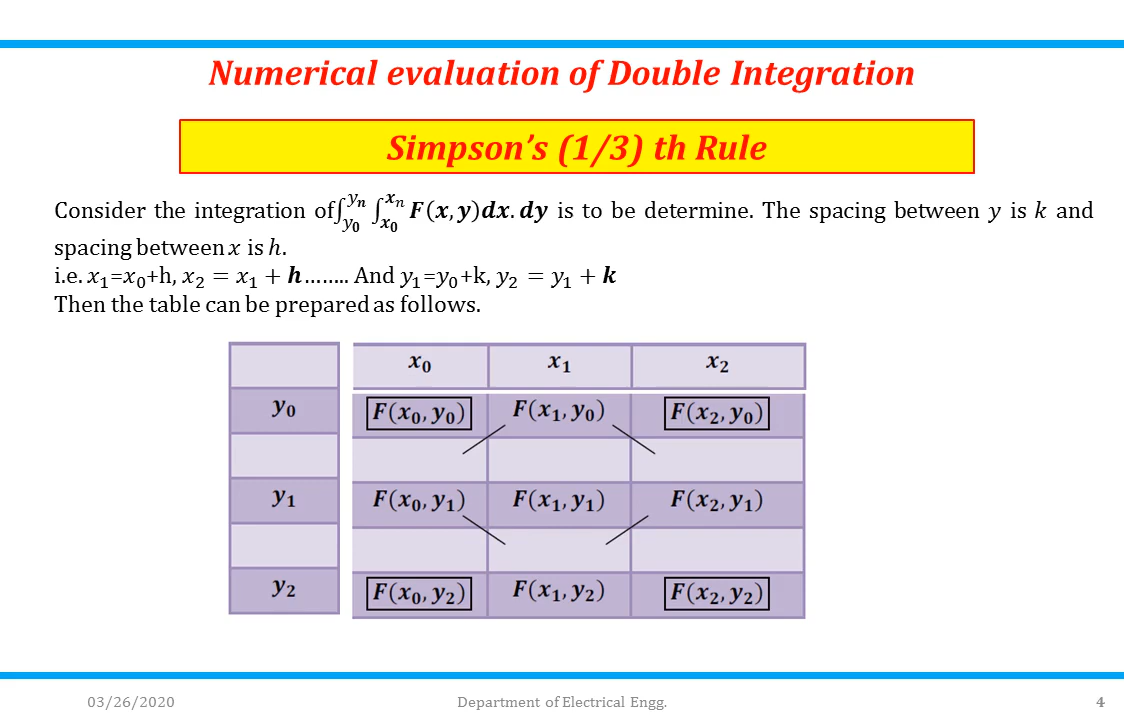 Numerical evaluation of Double Integration
Simpson's (1/3) th Rule
Consider the integration of∫_{y₀}^{yₙ} ∫_{x₀}^{xₙ} F(x, y)dx. dy is to be determine. The spacing between y is k and
spacing between x is h.
i.e. x₁=x₀+h, x₂ = x₁ + h…….. And y₁=y₀+k, y₂ = y₁ + k
Then the table can be prepared as follows.
x₀ x₁ x₂
y₀ F(x₀, y₀) F(x₁, y₀) F(x₂, y₀)
y₁ F(x₀, y₁) F(x₁, y₁) F(x₂, y₁)
y₂ F(x₀, y₂) F(x₁, y₂) F(x₂, y₂)
03/26/2020 Department of Electrical Engg. 4